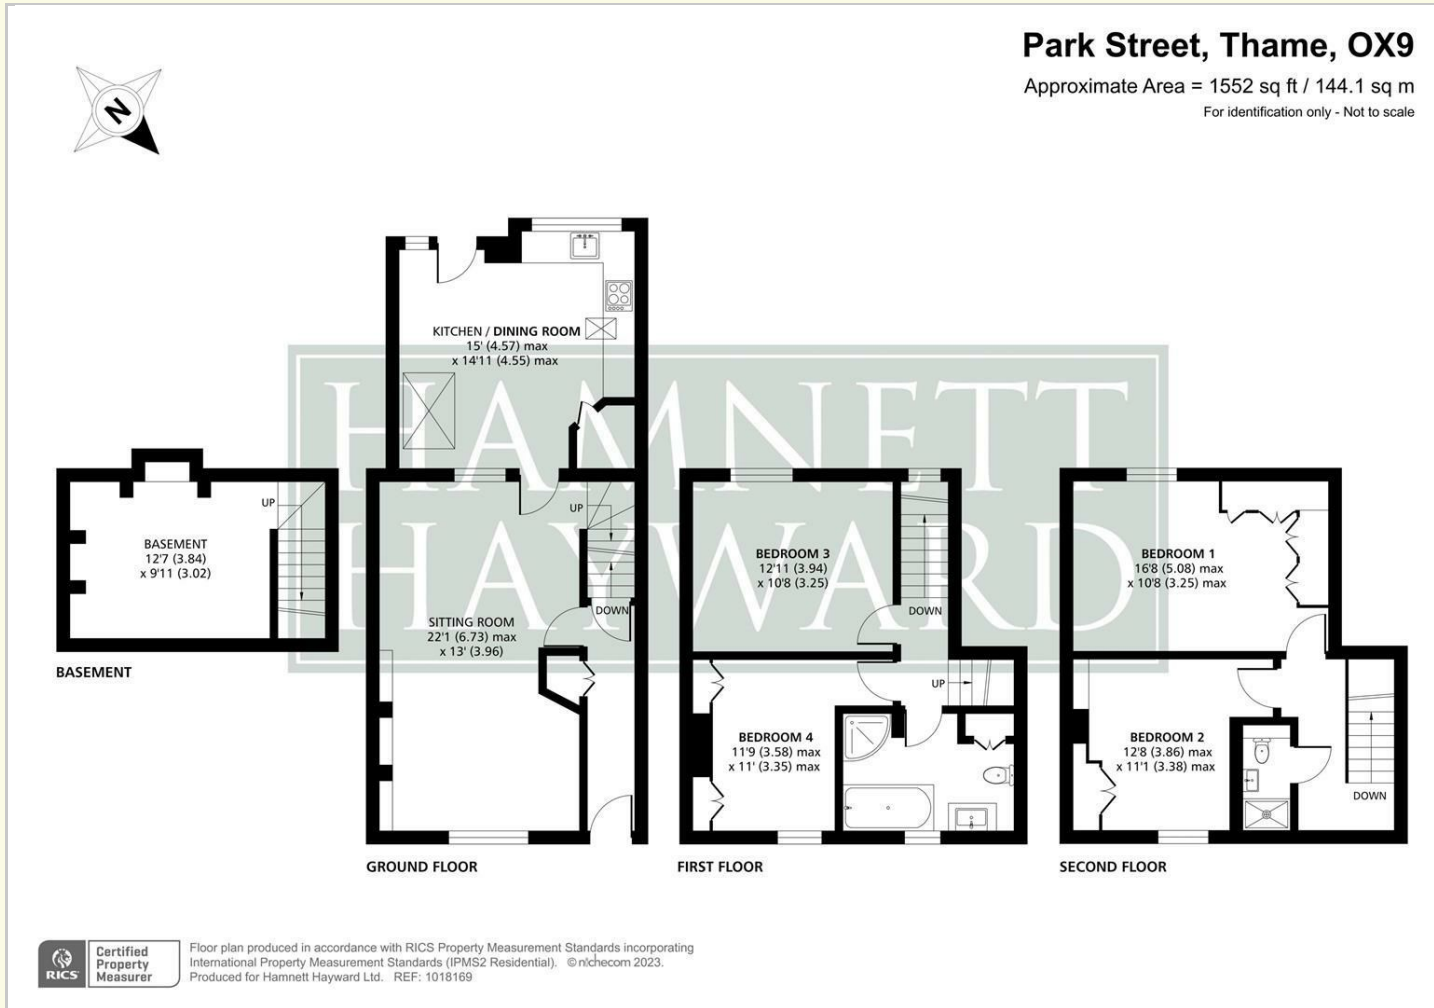 Park Street, Thame, OX9
Approximate Area = 1552 sq ft / 144.1 sq m
For identification only - Not to scale
N
KITCHEN / DINING ROOM
15' (4.57) max
x 14'11 (4.55) max
HAMNETT
HAYWARD
UP
BASEMENT
12'7 (3.84)
x 9'11 (3.02)
BASEMENT
UP
DOWN
SITTING ROOM
22'1 (6.73) max
x 13' (3.96)
GROUND FLOOR
BEDROOM 3
12'11 (3.94)
x 10'8 (3.25)
DOWN
UP
BEDROOM 4
11'9 (3.58) max
x 11' (3.35) max
FIRST FLOOR
BEDROOM 1
16'8 (5.08) max
x 10'8 (3.25) max
BEDROOM 2
12'8 (3.86) max
x 11'1 (3.38) max
DOWN
SECOND FLOOR
RICS
Certified
Property
Measurer
Floor plan produced in accordance with RICS Property Measurement Standards incorporating
International Property Measurement Standards (IPMS2 Residential). © nichecom 2023.
Produced for Hamnett Hayward Ltd. REF: 1018169